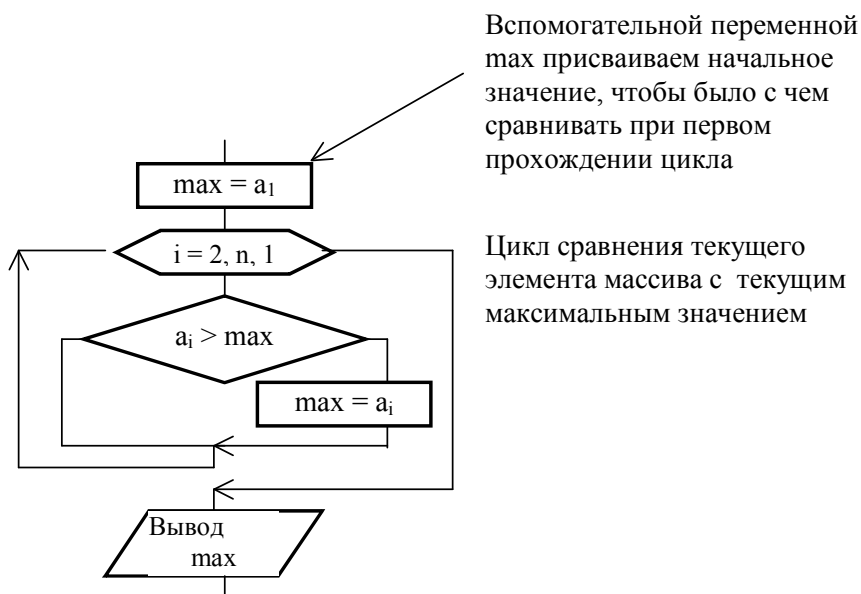 Вспомогательной переменной
max присваиваем начальное
значение, чтобы было с чем
сравнивать при первом
прохождении цикла
max = a₁
i = 2, n, 1
Цикл сравнения текущего
элемента массива с текущим
максимальным значением
aᵢ > max
max = aᵢ
Вывод
max